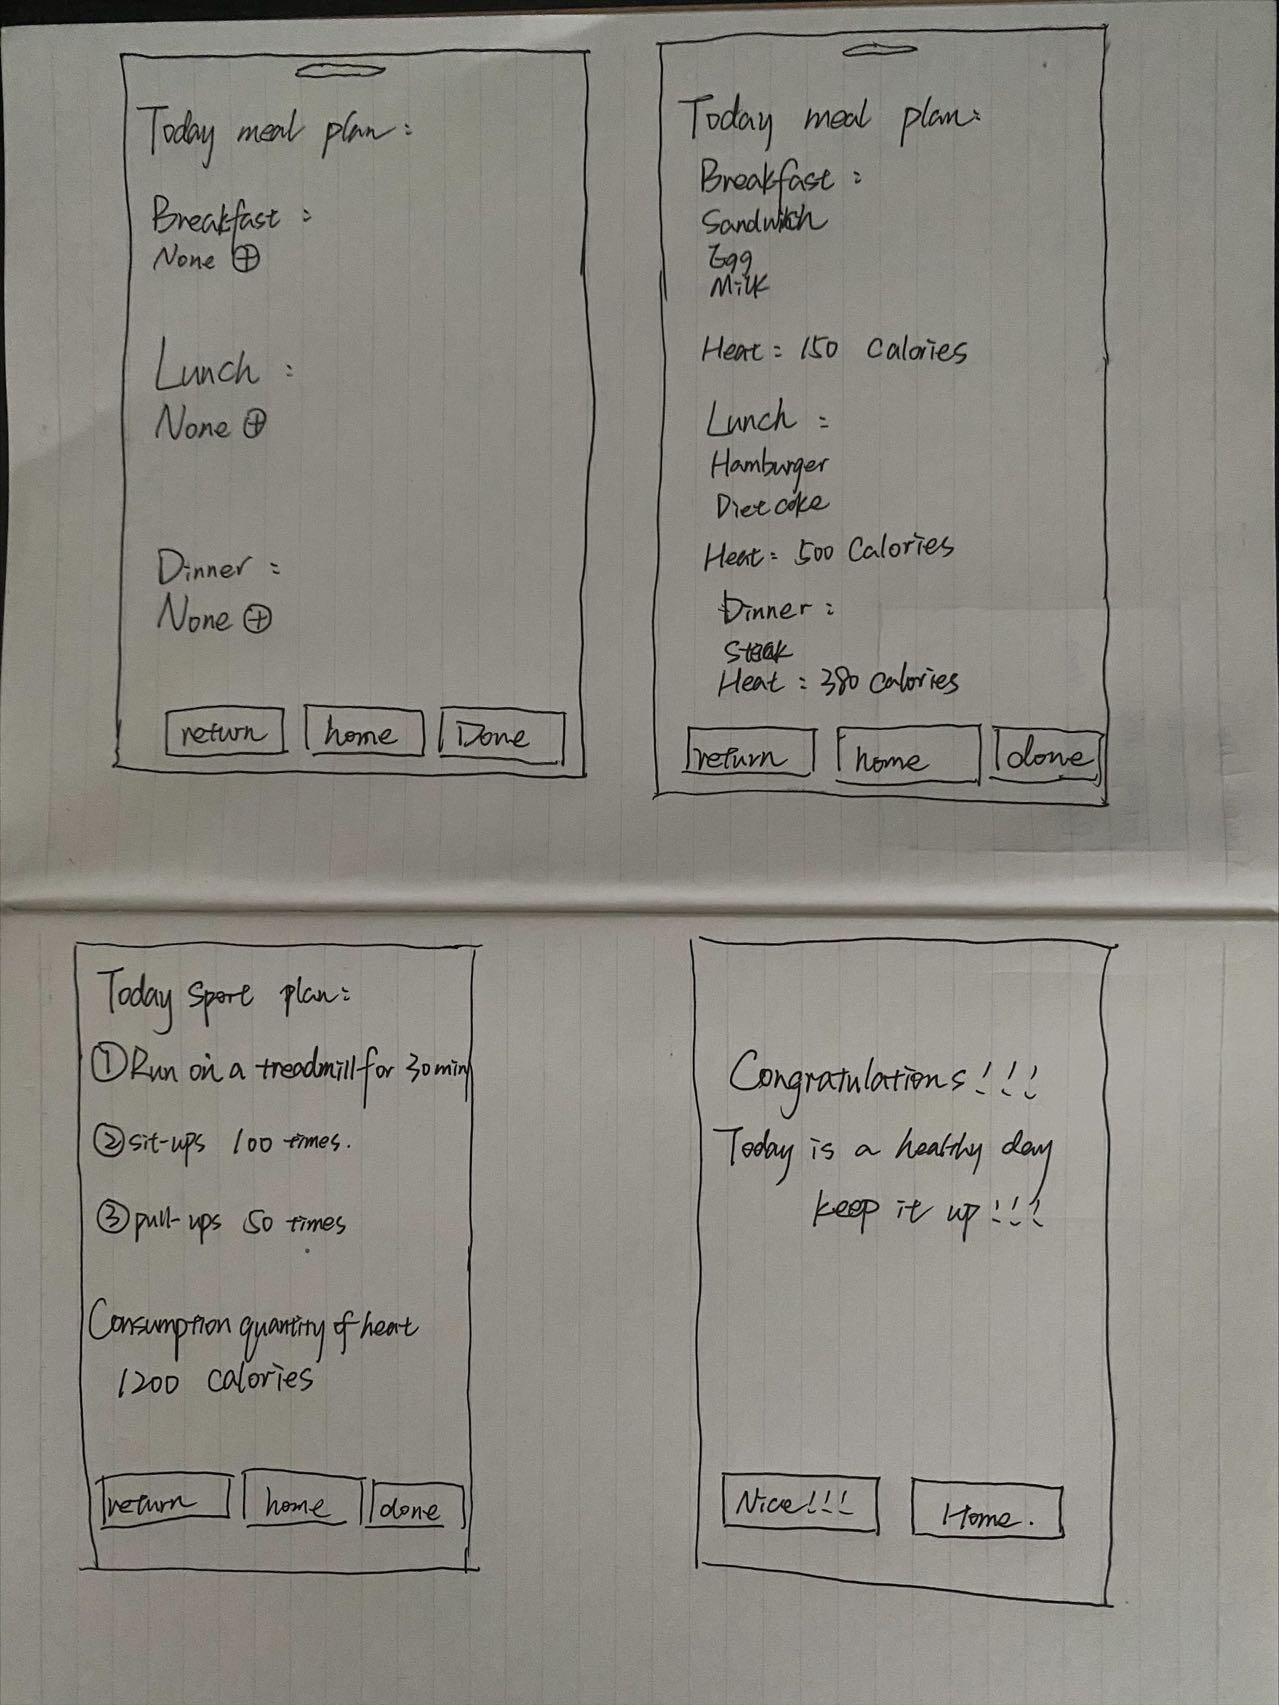 Today meal plan:
Breakfast :
None ⊕
Lunch :
None ⊕
Dinner :
None ⊕
return home Done
Today meal plan:
Breakfast :
Sandwich
Egg
Milk
Heat : 150 Calories
Lunch :
Hamburger
Diet coke
Heat : 500 Calories
Dinner :
Steak
Heat : 380 Calories
return home done
Today sport plan:
① Run on a treadmill for 30 min
② sit-ups 100 times.
③ pull-ups 50 times
Consumption quantity of heat
1200 calories
return home done
Congratulations!!!
Today is a healthy day
keep it up!!!
Nice!!! Home.